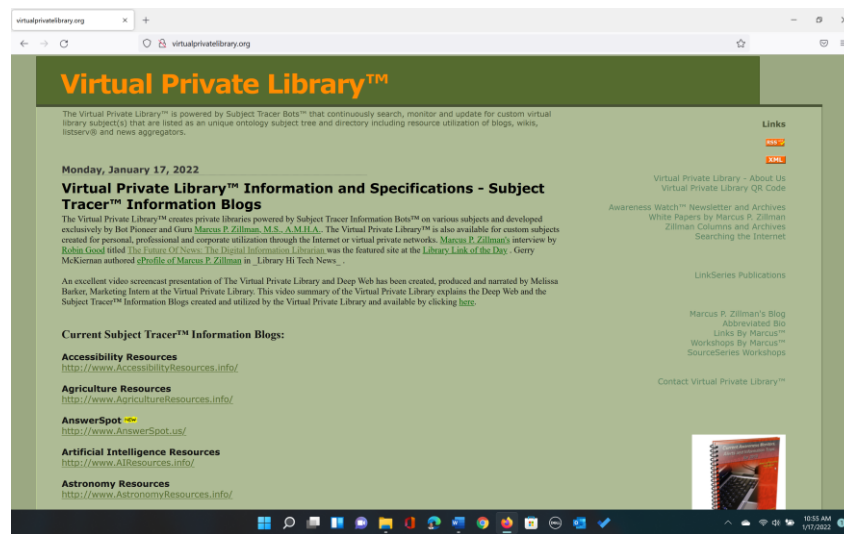 virtualprivatelibrary.org
virtualprivatelibrary.org
Virtual Private Library™
The Virtual Private Library™ is powered by Subject Tracer Bots™ that continuously search, monitor and update for custom virtual
library subject(s) that are listed as an unique ontology subject tree and directory including resource utilization of blogs, wikis,
listserv® and news aggregators.
Links
RSS
XML
Monday, January 17, 2022
Virtual Private Library™ Information and Specifications - Subject
Tracer™ Information Blogs
The Virtual Private Library™ creates private libraries powered by Subject Tracer Information Bots™ on various subjects and developed
exclusively by Bot Pioneer and Guru Marcus P. Zillman, M.S., A.M.H.A.. The Virtual Private Library™ is also available for custom subjects
created for personal, professional and corporate utilization through the Internet or virtual private networks. Marcus P. Zillman's interview by
Robin Good titled The Future Of News: The Digital Information Librarian was the featured site at the Library Link of the Day . Gerry
McKiernan authored eProfile of Marcus P. Zillman in _Library Hi Tech News_ .
An excellent video screencast presentation of The Virtual Private Library and Deep Web has been created, produced and narrated by Melissa
Barker, Marketing Intern at the Virtual Private Library. This video summary of the Virtual Private Library explains the Deep Web and the
Subject Tracer™ Information Blogs created and utilized by the Virtual Private Library and available by clicking here.
Current Subject Tracer™ Information Blogs:
Accessibility Resources
http://www.AccessibilityResources.info/
Agriculture Resources
http://www.AgricultureResources.info/
AnswerSpot NEW
http://www.AnswerSpot.us/
Artificial Intelligence Resources
http://www.AIResources.info/
Astronomy Resources
http://www.AstronomyResources.info/
Virtual Private Library - About Us
Virtual Private Library QR Code
Awareness Watch™ Newsletter and Archives
White Papers by Marcus P. Zillman
Zillman Columns and Archives
Searching the Internet
LinkSeries Publications
Marcus P. Zillman's Blog
Abbreviated Bio
Links By Marcus™
Workshops By Marcus™
SourceSeries Workshops
Contact Virtual Private Library™
10:55 AM
1/17/2022